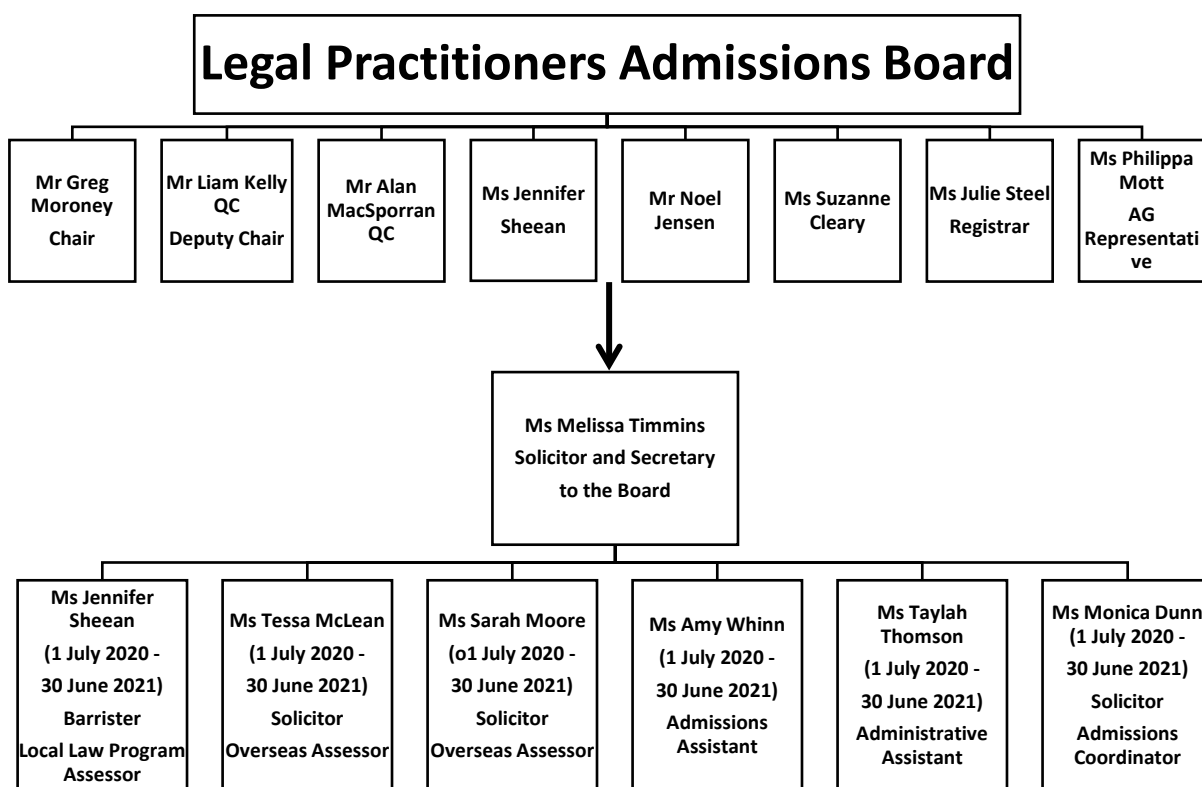 Legal Practitioners Admissions Board
Mr Greg
Moroney
Chair
Mr Liam Kelly
QC
Deputy Chair
Mr Alan
MacSporran
QC
Ms Jennifer
Sheean
Mr Noel
Jensen
Ms Suzanne
Cleary
Ms Julie Steel
Registrar
Ms Philippa
Mott
AG
Representati
ve
Ms Melissa Timmins
Solicitor and Secretary
to the Board
Ms Jennifer
Sheean
(1 July 2020 -
30 June 2021)
Barrister
Local Law Program
Assessor
Ms Tessa McLean
(1 July 2020 -
30 June 2021)
Solicitor
Overseas Assessor
Ms Sarah Moore
(o1 July 2020 -
30 June 2021)
Solicitor
Overseas Assessor
Ms Amy Whinn
(1 July 2020 -
30 June 2021)
Admissions
Assistant
Ms Taylah
Thomson
(1 July 2020 -
30 June 2021)
Administrative
Assistant
Ms Monica Dunn
(1 July 2020 -
30 June 2021)
Solicitor
Admissions
Coordinator